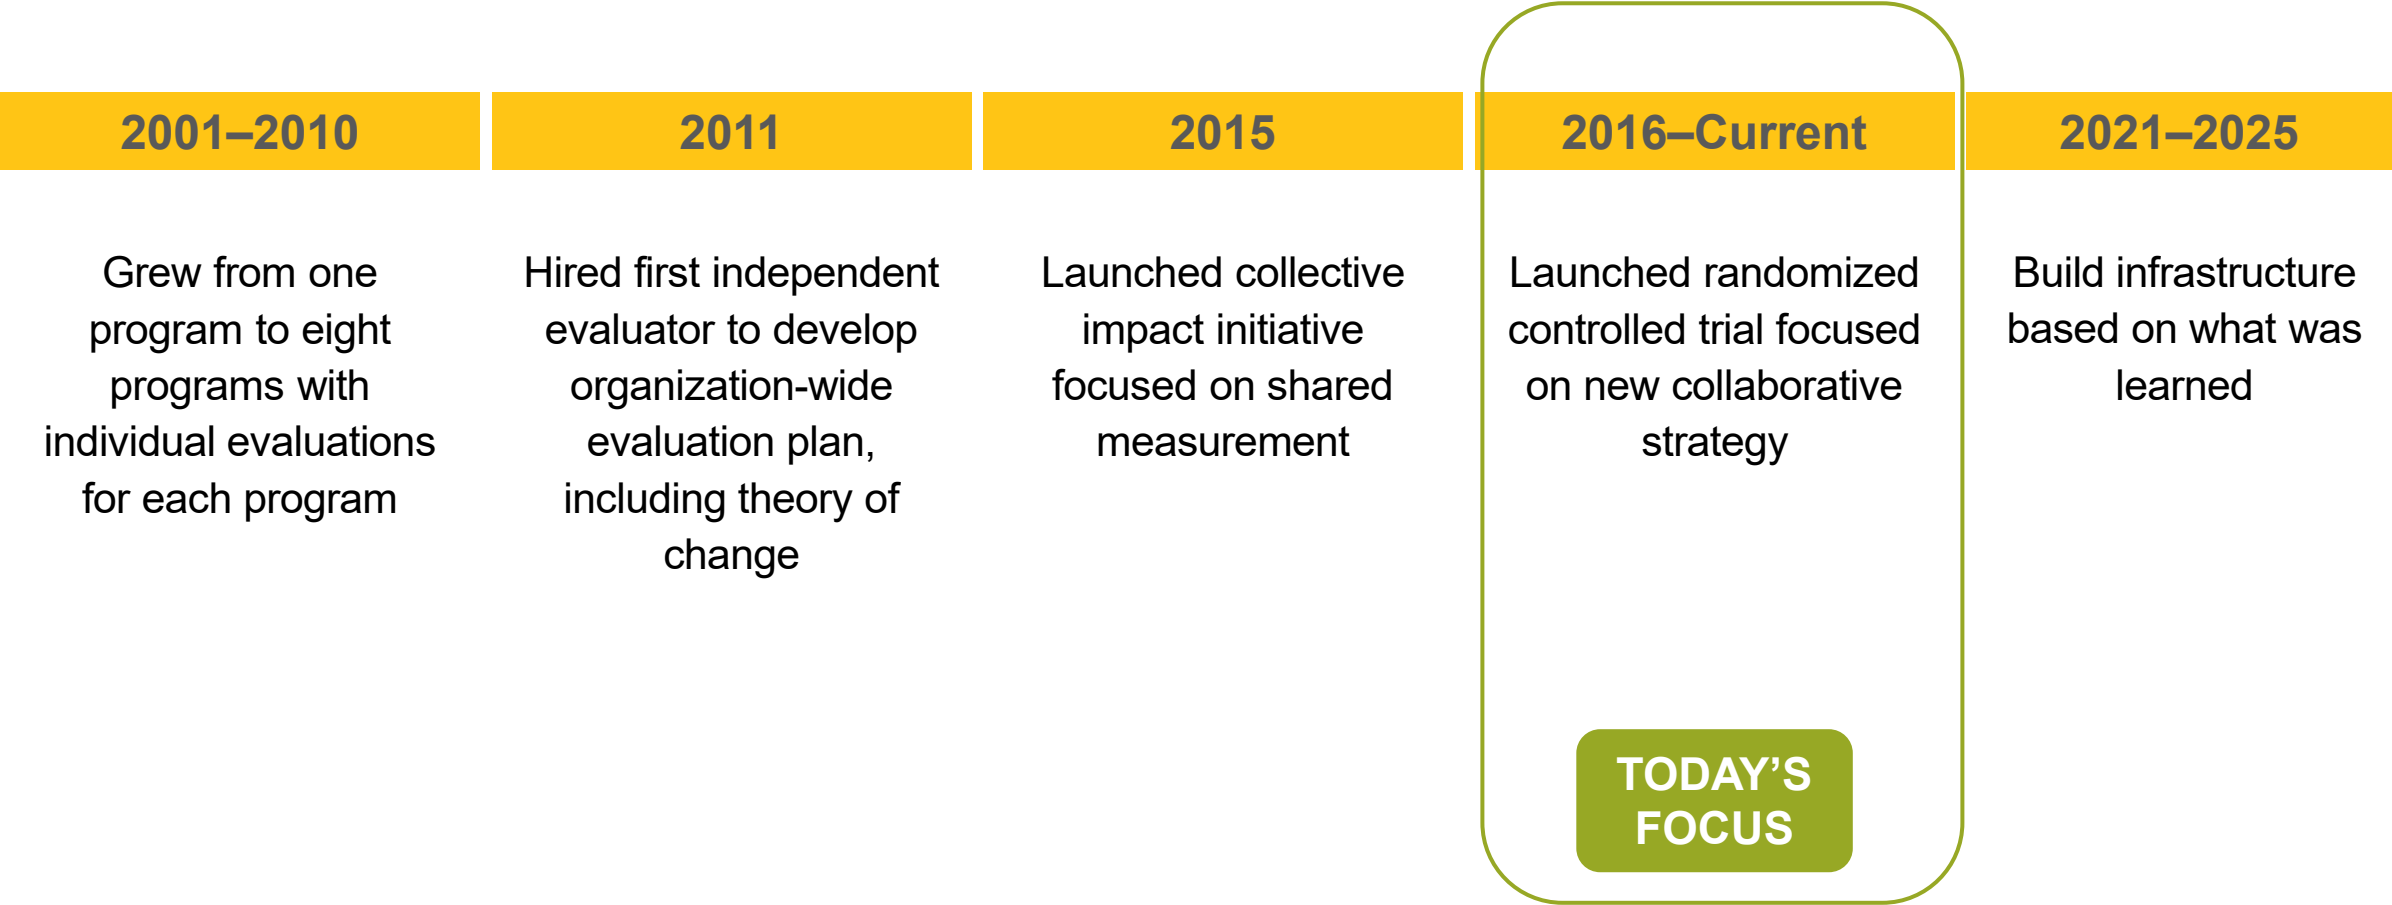 2001–2010
Grew from one
program to eight
programs with
individual evaluations
for each program
2011
Hired first independent
evaluator to develop
organization-wide
evaluation plan,
including theory of
change
2015
Launched collective
impact initiative
focused on shared
measurement
2016–Current
Launched randomized
controlled trial focused
on new collaborative
strategy
TODAY’S
FOCUS
2021–2025
Build infrastructure
based on what was
learned